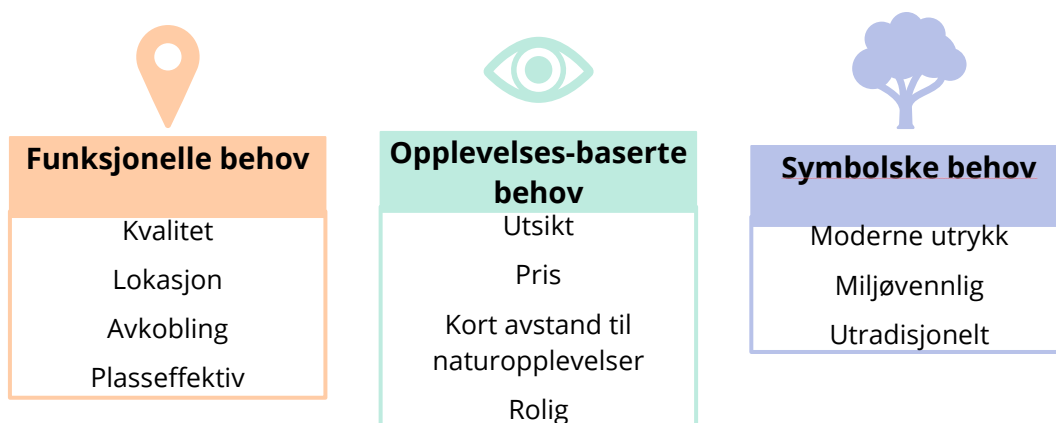 Funksjonelle behov
Kvalitet
Lokasjon
Avkobling
Plasseffektiv
Opplevelses-baserte
behov
Utsikt
Pris
Kort avstand til
naturopplevelser
Rolig
Symbolske behov
Moderne utrykk
Miljøvennlig
Utradisjonelt